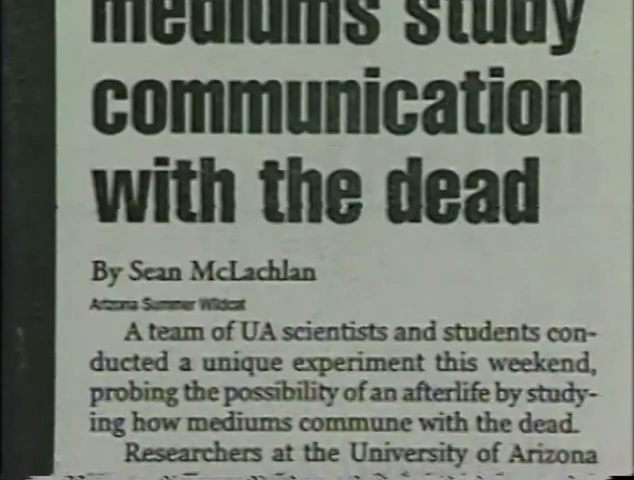 mediums study
communication
with the dead
By Sean McLachlan
Arizona Summer Wildcat
A team of UA scientists and students con-
ducted a unique experiment this weekend,
probing the possibility of an afterlife by study-
ing how mediums commune with the dead.
Researchers at the University of Arizona